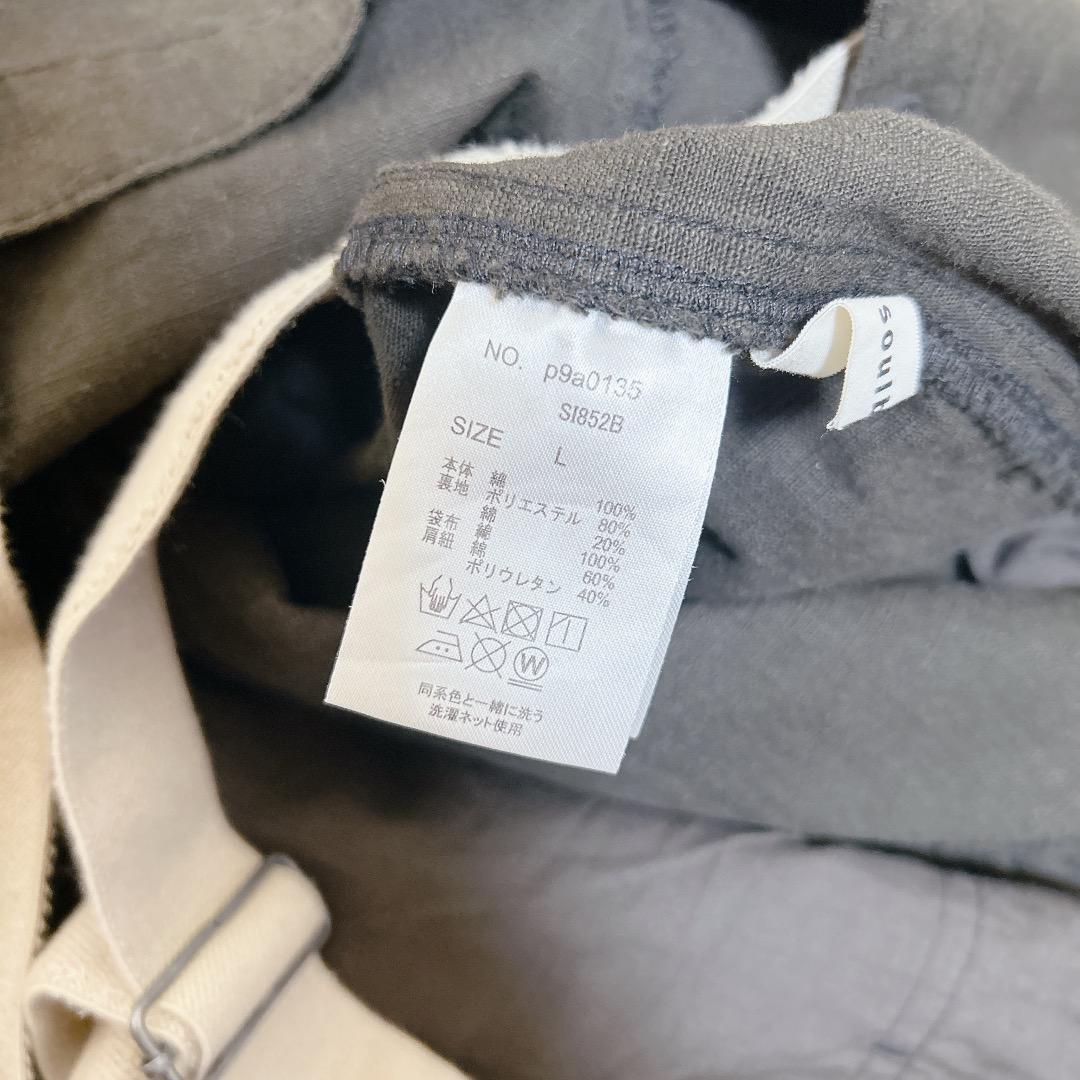 NO. p9a0135
SI852B
SIZE L
本体 綿 100%
裏地 ポリエステル 80%
綿 20%
袋布 綿 100%
肩紐 綿 60%
ポリウレタン 40%
W
同系色と一緒に洗う
洗濯ネット使用